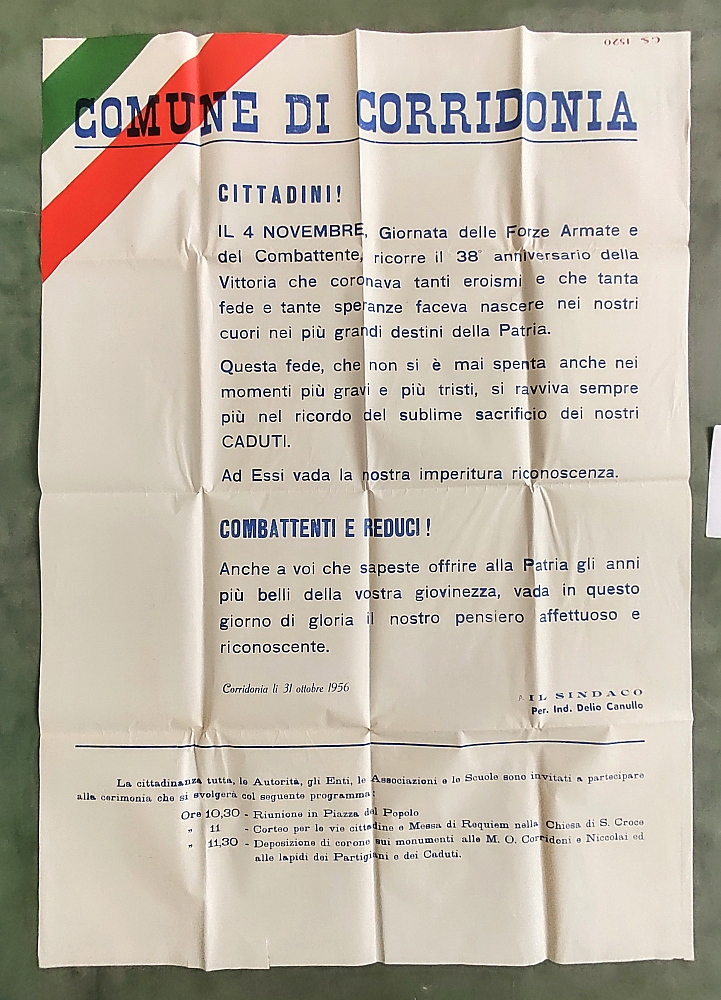 C.S. 1520
COMUNE DI CORRIDONIA
CITTADINI!
IL 4 NOVEMBRE, Giornata delle Forze Armate e
del Combattente, ricorre il 38° anniversario della
Vittoria che coronava tanti eroismi e che tanta
fede e tante speranze faceva nascere nei nostri
cuori nei più grandi destini della Patria.
Questa fede, che non si è mai spenta anche nei
momenti più gravi e più tristi, si ravviva sempre
più nel ricordo del sublime sacrificio dei nostri
CADUTI.
Ad Essi vada la nostra imperitura riconoscenza.
COMBATTENTI E REDUCI!
Anche a voi che sapeste offrire alla Patria gli anni
più belli della vostra giovinezza, vada in questo
giorno di gloria il nostro pensiero affettuoso e
riconoscente.
Corridonia li 31 ottobre 1956
IL SINDACO
Per. Ind. Delio Canullo
La cittadinanza tutta, le Autorità, gli Enti, le Associazioni e le Scuole sono invitati a partecipare
alla cerimonia che si svolgerà col seguente programma:
Ore 10,30 - Riunione in Piazza del Popolo
„ 11 - Corteo per le vie cittadine e Messa di Requiem nella Chiesa di S. Croce
„ 11,30 - Deposizione di corone sui monumenti alle M. O. Corridoni e Niccolai ed
alle lapidi dei Partigiani e dei Caduti.